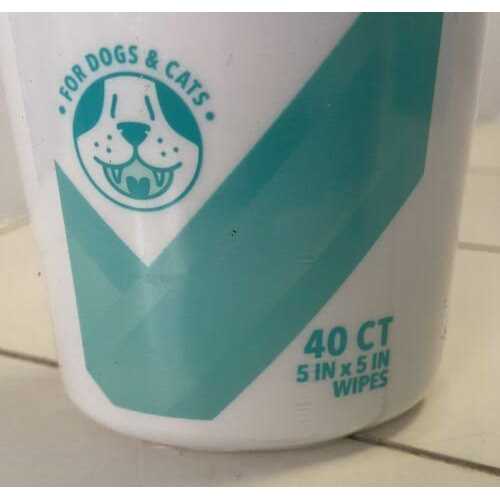 • FOR DOGS & CATS •
40 CT
5 IN x 5 IN
WIPES